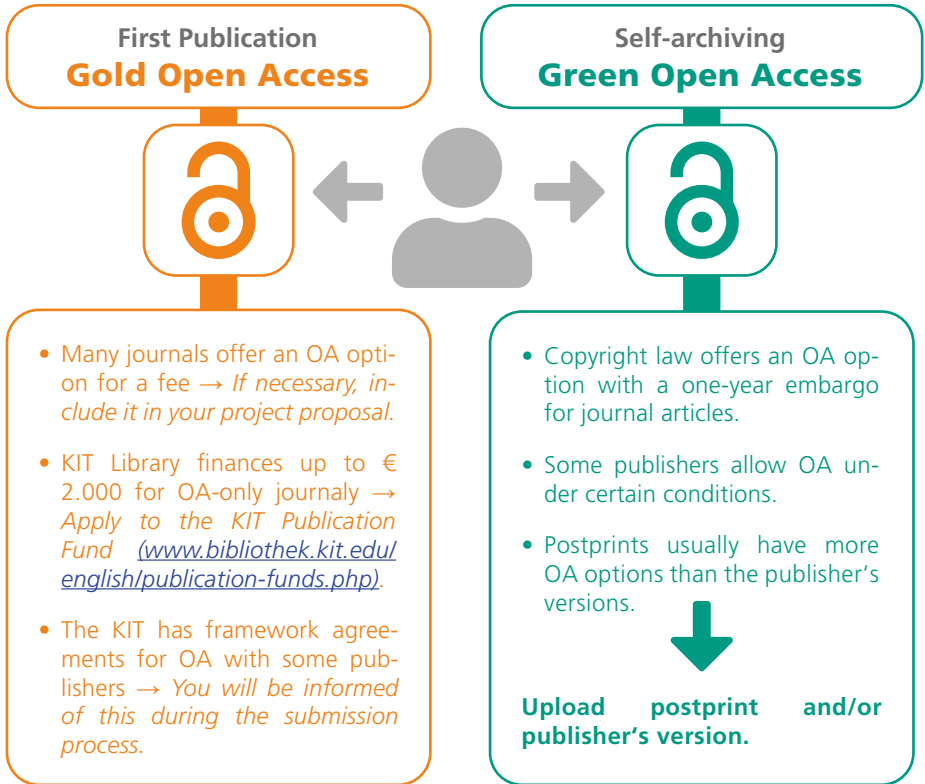 First Publication
Gold Open Access
• Many journals offer an OA opti-
on for a fee → If necessary, in-
clude it in your project proposal.
• KIT Library finances up to €
2.000 for OA-only journaly →
Apply to the KIT Publication
Fund (www.bibliothek.kit.edu/
english/publication-funds.php).
• The KIT has framework agree-
ments for OA with some pub-
lishers → You will be informed
of this during the submission
process.
Self-archiving
Green Open Access
• Copyright law offers an OA op-
tion with a one-year embargo
for journal articles.
• Some publishers allow OA un-
der certain conditions.
• Postprints usually have more
OA options than the publisher‘s
versions.
Upload postprint and/or
publisher‘s version.